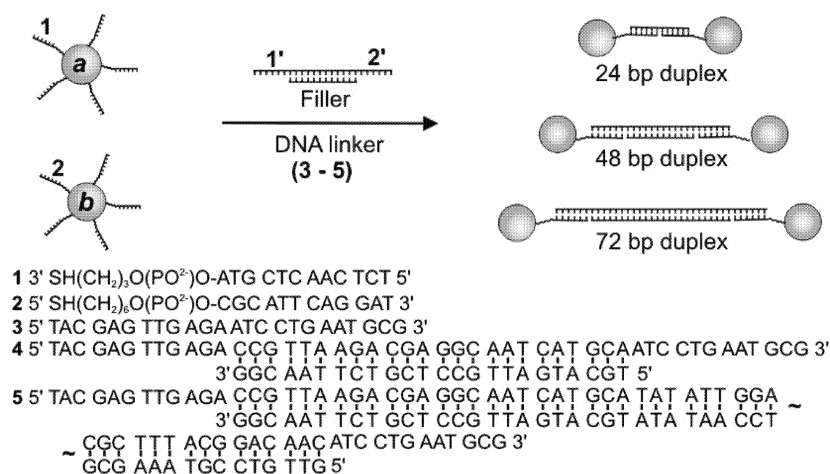 1
a
1' 2'
Filler
DNA linker
(3 - 5)
24 bp duplex
2
b
48 bp duplex
72 bp duplex
1 3' SH(CH₂)₃O(PO²⁻)O-ATG CTC AAC TCT 5'
2 5' SH(CH₂)₆O(PO²⁻)O-CGC ATT CAG GAT 3'
3 5' TAC GAG TTG AGA ATC CTG AAT GCG 3'
4 5' TAC GAG TTG AGA CCG TTA AGA CGA GGC AAT CAT GCA ATC CTG AAT GCG 3'
3'GGC AAT TCT GCT CCG TTA GTA CGT 5'
5 5' TAC GAG TTG AGA CCG TTA AGA CGA GGC AAT CAT GCA TAT ATT GGA ~
3'GGC AAT TCT GCT CCG TTA GTA CGT ATA TAA CCT
~ CGC TTT ACG GAC AAC ATC CTG AAT GCG 3'
GCG AAA TGC CTG TTG 5'